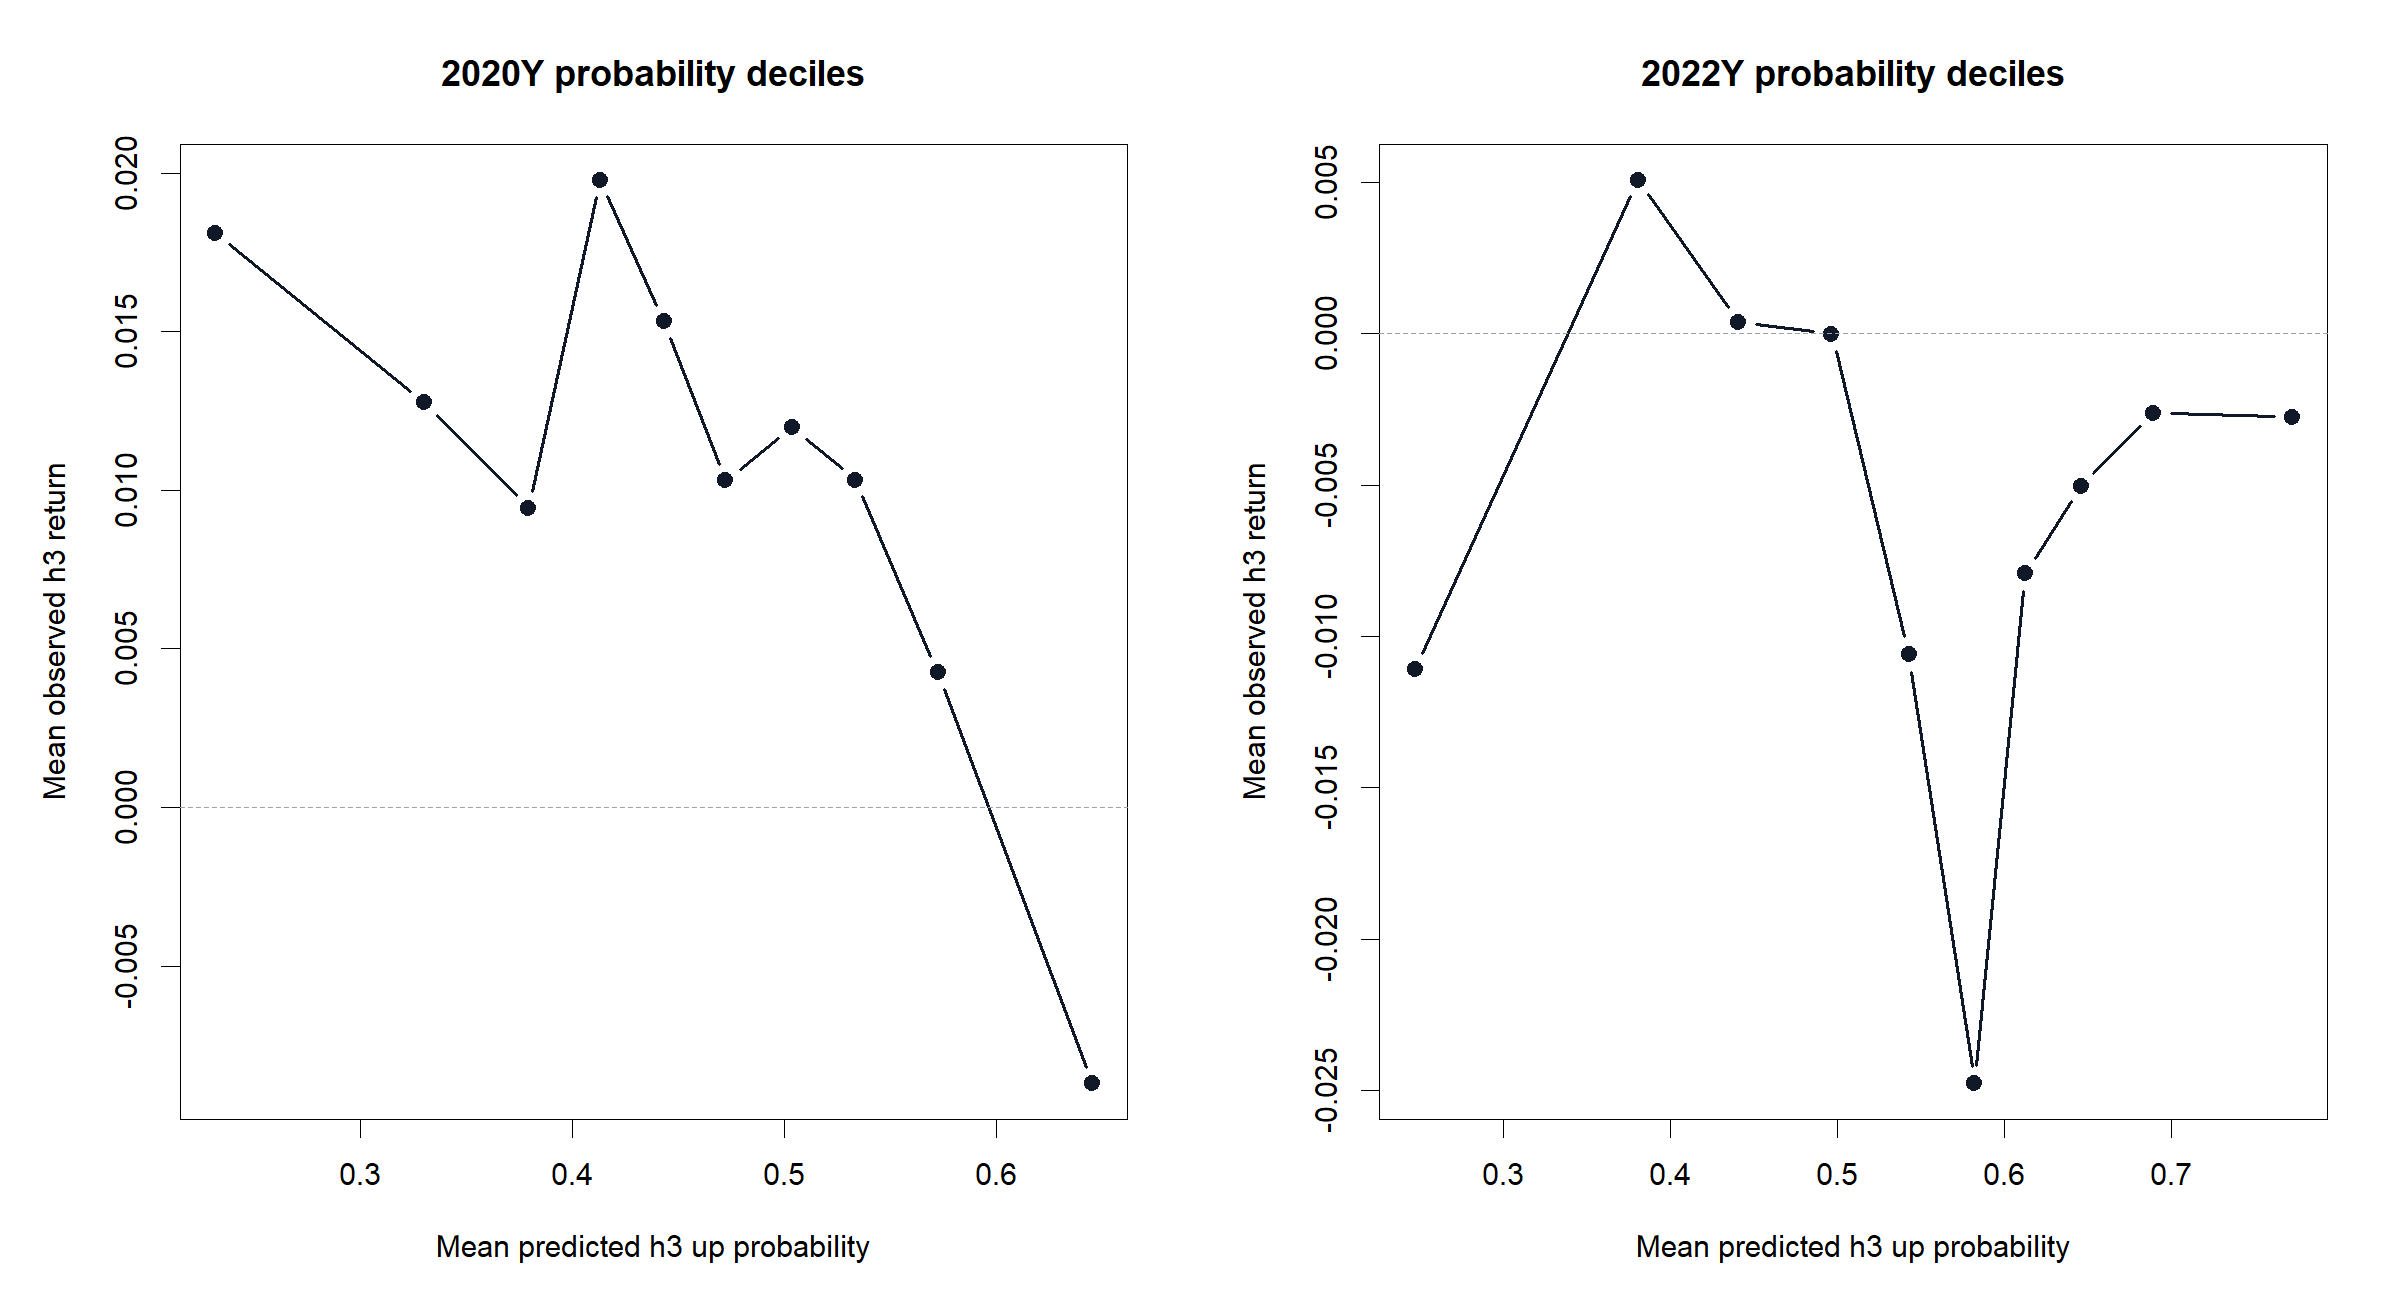 2020Y probability deciles
Mean observed h3 return
0.020
0.015
0.010
0.005
0.000
-0.005
0.3 0.4 0.5 0.6
Mean predicted h3 up probability
2022Y probability deciles
Mean observed h3 return
0.005
0.000
-0.005
-0.010
-0.015
-0.020
-0.025
0.3 0.4 0.5 0.6 0.7
Mean predicted h3 up probability